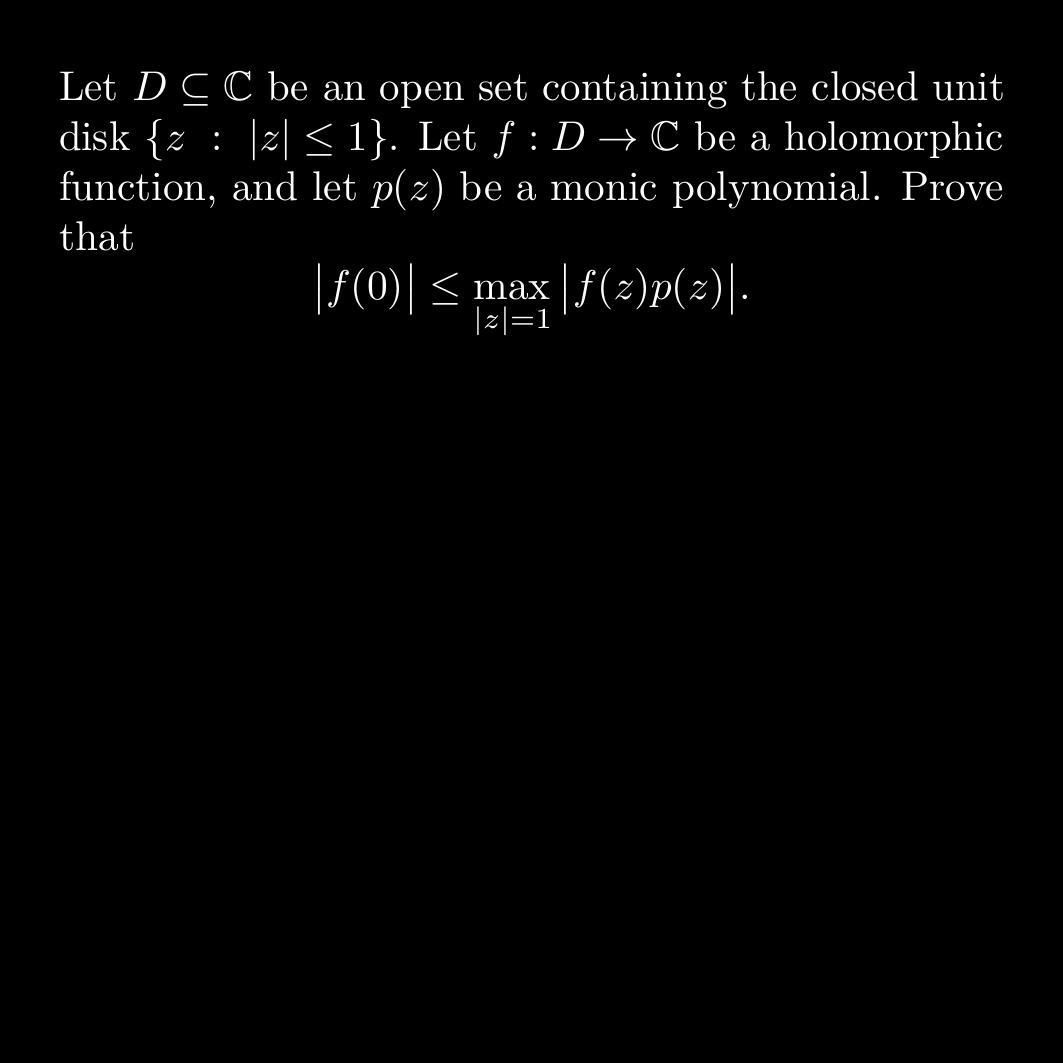 Let $D \subseteq \mathbb{C}$ be an open set containing the closed unit
disk $\{z \ : \ |z| \leq 1\}$. Let $f : D \to \mathbb{C}$ be a holomorphic
function, and let $p(z)$ be a monic polynomial. Prove
that
$$\left|f(0)\right| \leq \max_{|z|=1} \left|f(z)p(z)\right|.$$